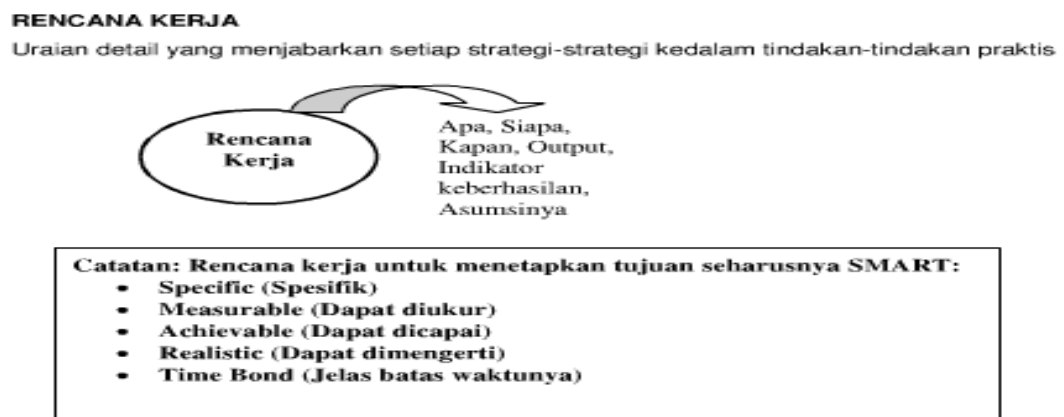 RENCANA KERJA
Uraian detail yang menjabarkan setiap strategi-strategi kedalam tindakan-tindakan praktis
Rencana
Kerja
Apa, Siapa,
Kapan, Output,
Indikator
keberhasilan,
Asumsinya
Catatan: Rencana kerja untuk menetapkan tujuan seharusnya SMART:
• Specific (Spesifik)
• Measurable (Dapat diukur)
• Achievable (Dapat dicapai)
• Realistic (Dapat dimengerti)
• Time Bond (Jelas batas waktunya)